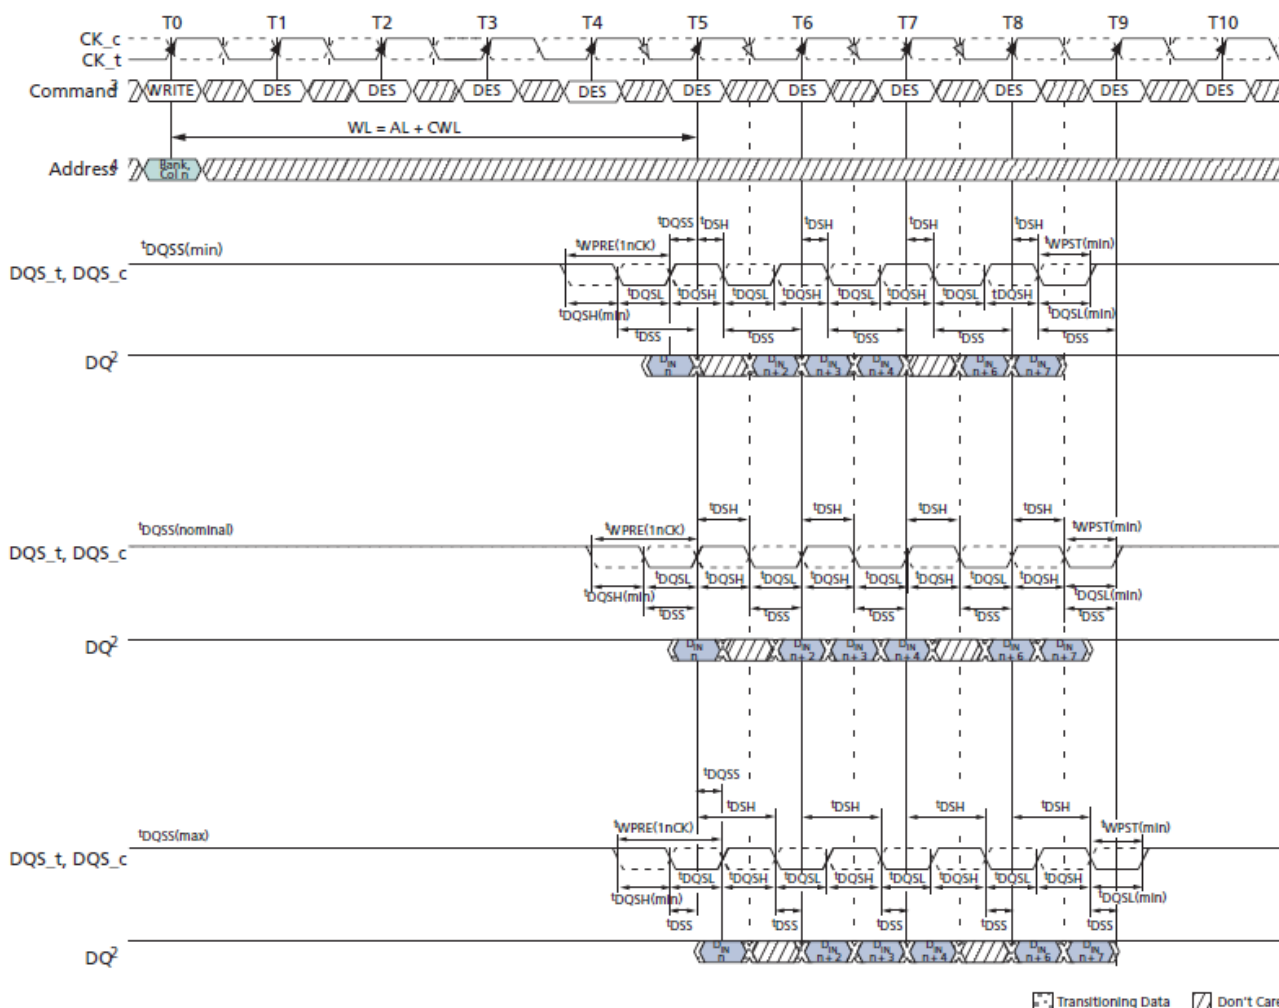 T0 T1 T2 T3 T4 T5 T6 T7 T8 T9 T10
CK_c
CK_t
Command3 WRITE DES DES DES DES DES DES DES DES DES DES
WL = AL + CWL
Address4 Bank, Col n
tDQSS tDSH tDSH tDSH tDSH
tDQSS(min) tWPRE(1nCK) tWPST(min)
DQS_t, DQS_c
tDQSL tDQSH tDQSL tDQSH tDQSL tDQSH tDQSL tDQSH
tDQSH(min) tDQSL(min)
tDSS tDSS tDSS tDSS tDSS
DQ2 DIN n DIN n+2 DIN n+3 DIN n+4 DIN n+6 DIN n+7
tDSH tDSH tDSH tDSH
tDQSS(nominal) tWPRE(1nCK) tWPST(min)
DQS_t, DQS_c
tDQSL tDQSH tDQSL tDQSH tDQSL tDQSH tDQSL tDQSH
tDQSH(min) tDQSL(min)
tDSS tDSS tDSS tDSS tDSS
DQ2 DIN n DIN n+2 DIN n+3 DIN n+4 DIN n+6 DIN n+7
tDQSS
tDSH tDSH tDSH tDSH
tDQSS(max) tWPRE(1nCK) tWPST(min)
DQS_t, DQS_c
tDQSL tDQSH tDQSL tDQSH tDQSL tDQSH tDQSL tDQSH
tDQSH(min) tDQSL(min)
tDSS tDSS tDSS tDSS tDSS
DQ2 DIN n DIN n+2 DIN n+3 DIN n+4 DIN n+6 DIN n+7
Transitioning Data Don't Care